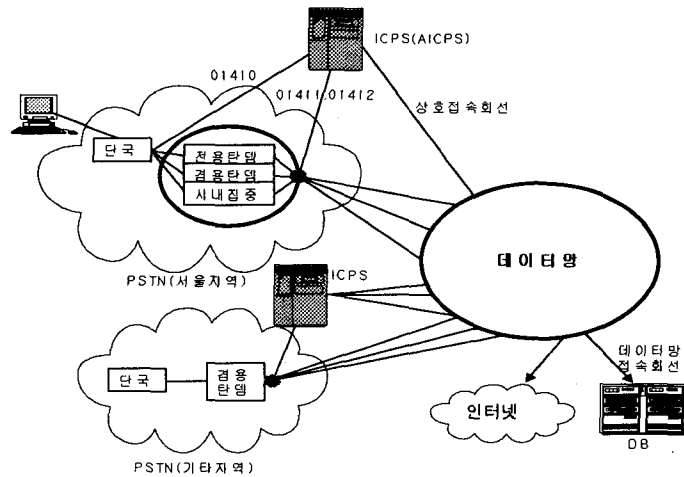 ICPS(AICPS)
01410
01411,01412
상호접속회선
단국
전용탄뎀
겸용탄뎀
시내집중
데이터망
PSTN(서울지역)
ICPS
단국
겸용
탄뎀
데이터망
접속회선
인터넷
DB
PSTN(기타지역)